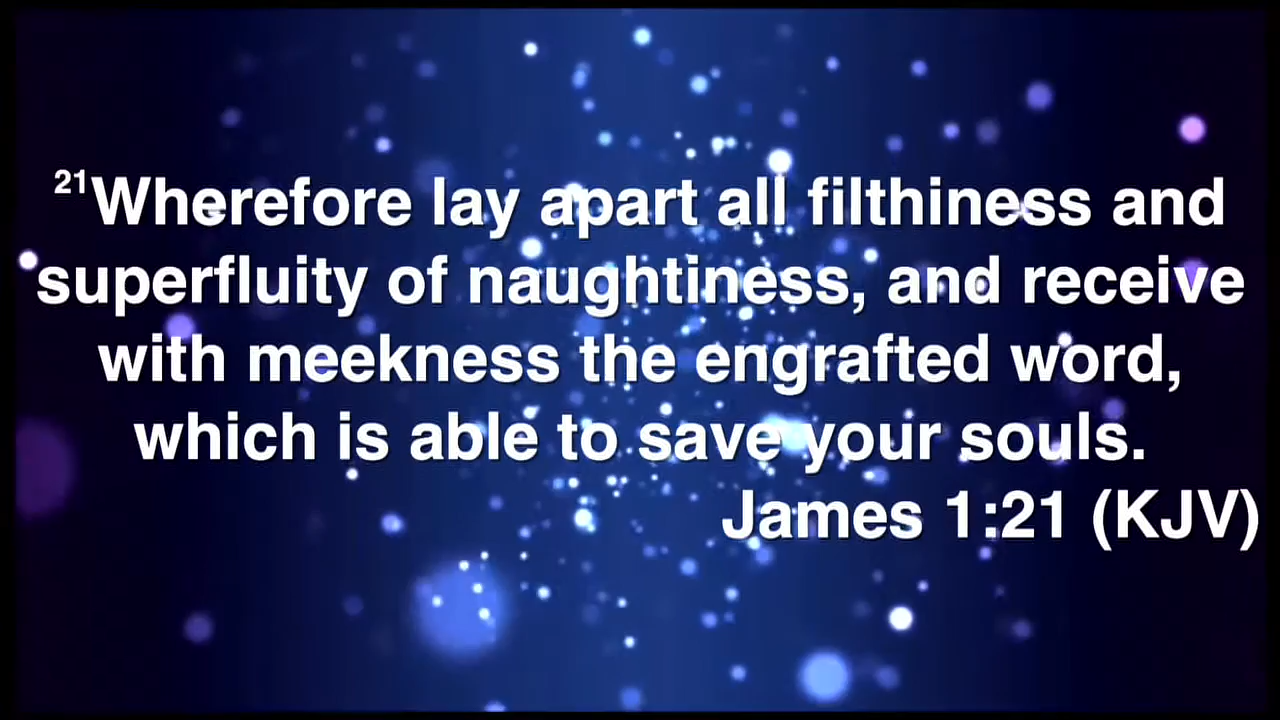 21Wherefore lay apart all filthiness and
superfluity of naughtiness, and receive
with meekness the engrafted word,
which is able to save your souls.
James 1:21 (KJV)